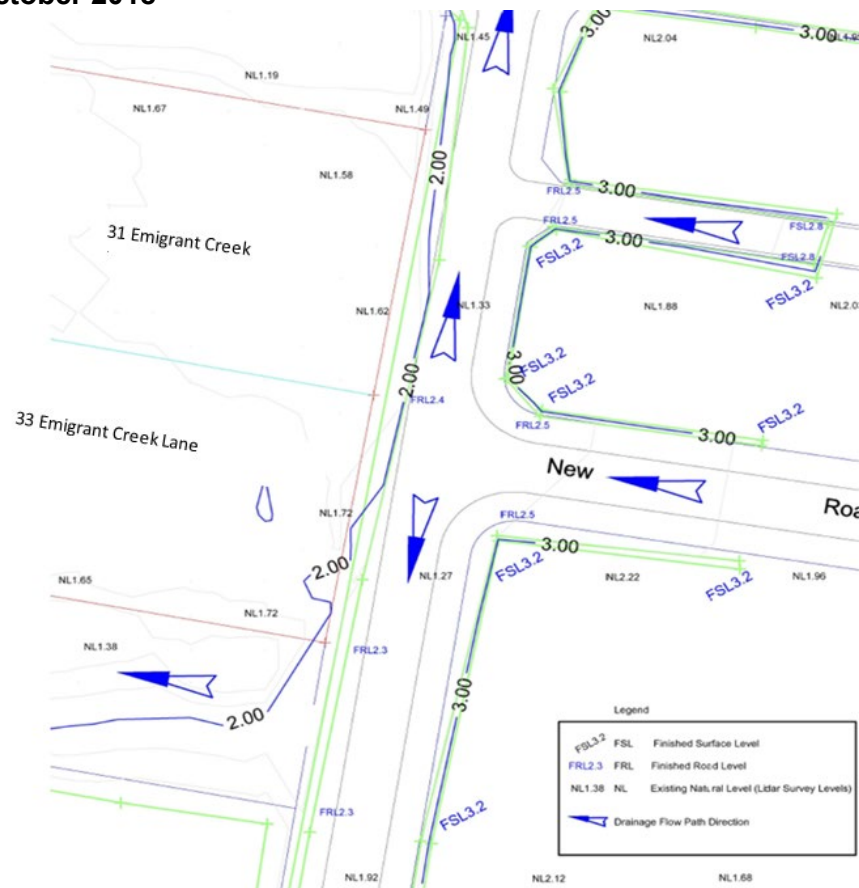 NL1.45
3.00
NL2.04
3.00
NL1.19
NL1.67
NL1.49
2.00
NL1.58
FRL2.5
3.00
31 Emigrant Creek
FRL2.5
3.00
FSL2.8
FSL3.2
FSL2.8
FSL3.2
NL1.62
NL1.33
NL1.88
3.00
FSL3.2
2.00
FRL2.4
FSL3.2
FSL3.2
FRL2.5
3.00
33 Emigrant Creek Lane
New
NL1.72
FRL2.5
2.00
3.00
FSL3.2
NL1.27
NL2.22
FSL3.2
NL1.96
NL1.65
NL1.72
NL1.38
FRL2.3
2.00
3.00
Legend
FSL3.2 FSL Finished Surface Level
FRL2.3 FRL Finished Road Level
NL1.38 NL Existing Natural Level (Lidar Survey Levels)
Drainage Flow Path Direction
FRL2.3
FSL3.2
NL1.92
NL2.12
NL1.68